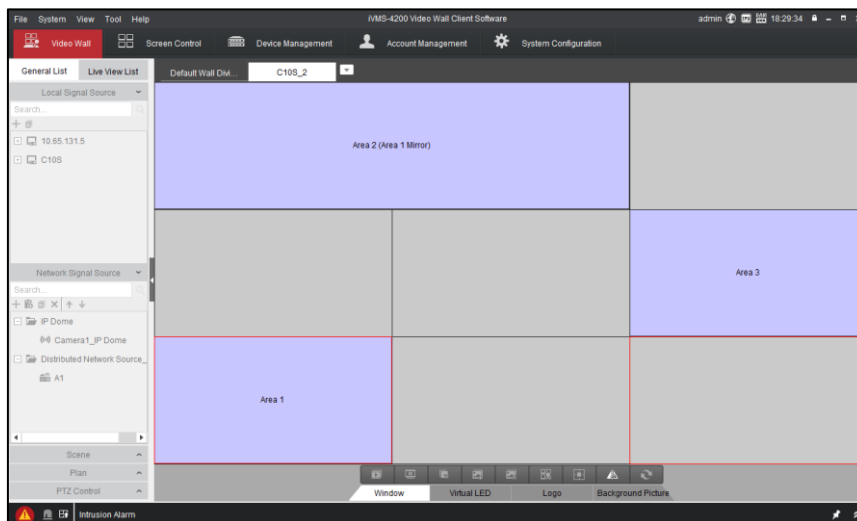 File System View Tool Help iVMS-4200 Video Wall Client Software admin 18:29:34
Video Wall Screen Control Device Management Account Management System Configuration
General List Live View List Default Wall Divi... C10S_2
Local Signal Source
Search...
10.65.131.5
C10S
Area 2 (Area 1 Mirror)
Network Signal Source
Search...
Area 3
IP Dome
Camera1_IP Dome
Distributed Network Source_
A1
Area 1
Scene
Plan
PTZ Control
Window Virtual LED Logo Background Picture
Intrusion Alarm